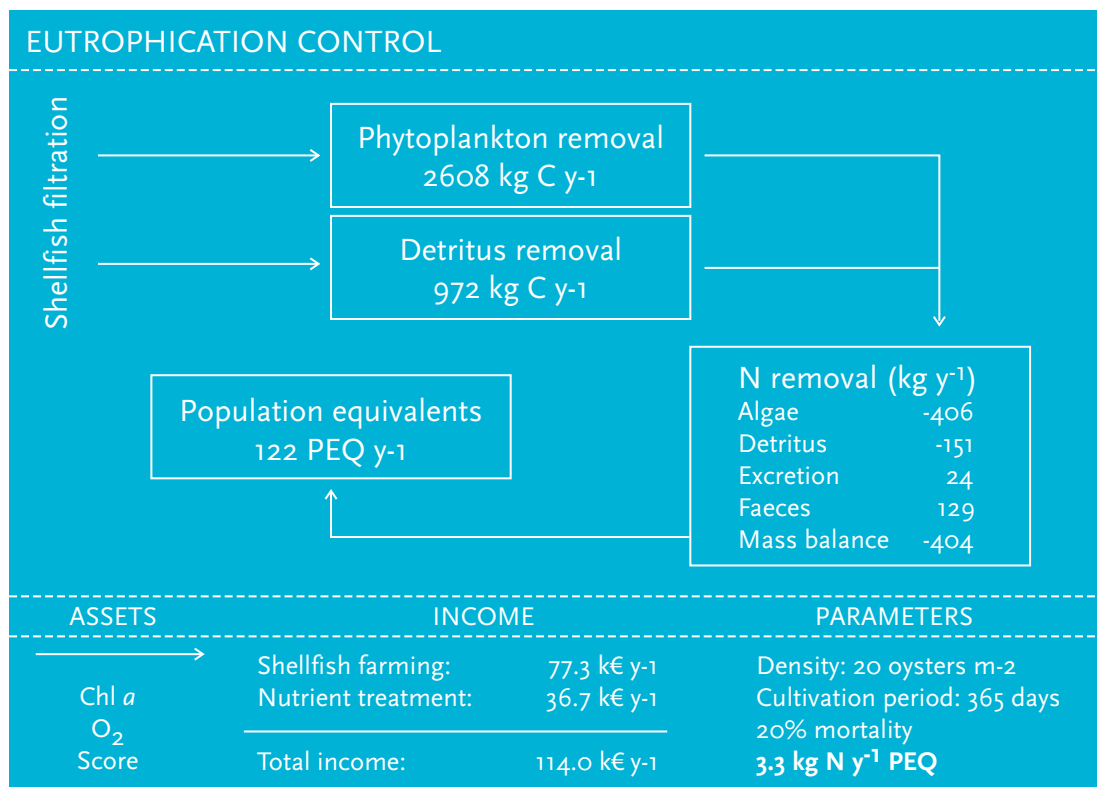 EUTROPHICATION CONTROL
Shellfish filtration
Phytoplankton removal
2608 kg C y-1
Detritus removal
972 kg C y-1
Population equivalents
122 PEQ y-1
N removal (kg y⁻¹)
Algae -406
Detritus -151
Excretion 24
Faeces 129
Mass balance -404
ASSETS INCOME PARAMETERS
Chl a
O₂
Score
Shellfish farming: 77.3 k€ y-1
Nutrient treatment: 36.7 k€ y-1
Total income: 114.0 k€ y-1
Density: 20 oysters m-2
Cultivation period: 365 days
20% mortality
3.3 kg N y⁻¹ PEQ